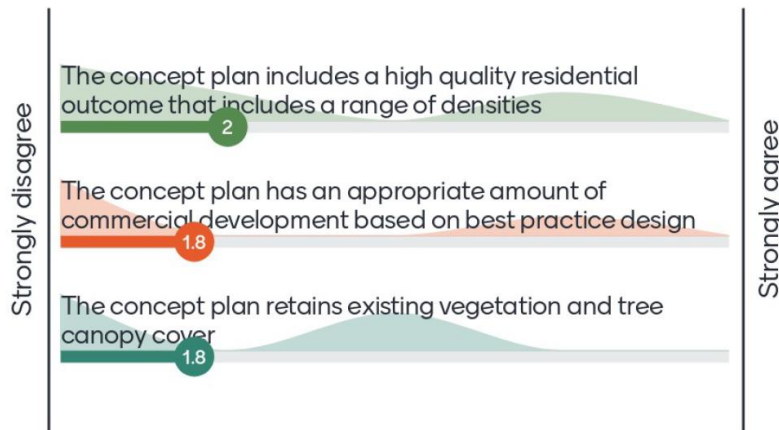 Strongly disagree
The concept plan includes a high quality residential
outcome that includes a range of densities
2
The concept plan has an appropriate amount of
commercial development based on best practice design
1.8
The concept plan retains existing vegetation and tree
canopy cover
1.8
Strongly agree